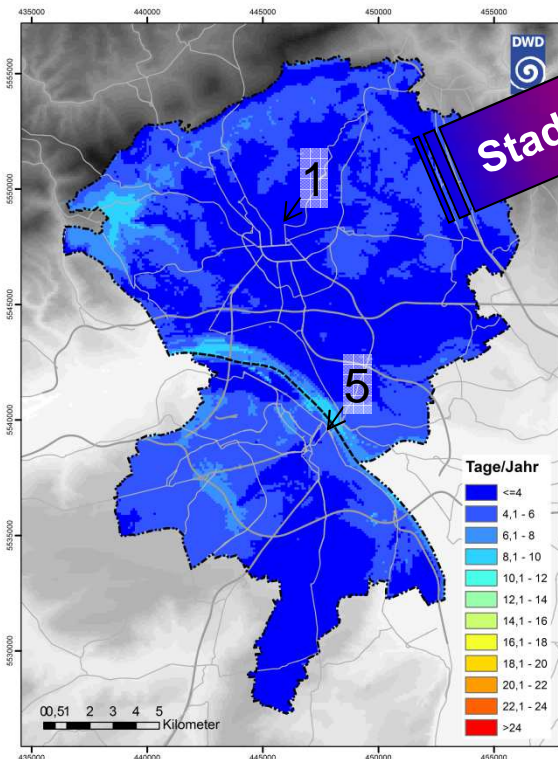 435000 440000 445000 450000 455000
DWD
Stad
5555000
5550000
5545000
5540000
5535000
5530000
1
5
Tage/Jahr
<=4
4,1 - 6
6,1 - 8
8,1 - 10
10,1 - 12
12,1 - 14
14,1 - 16
16,1 - 18
18,1 - 20
20,1 - 22
22,1 - 24
>24
00,51 2 3 4 5
Kilometer
435000 440000 445000 450000 455000